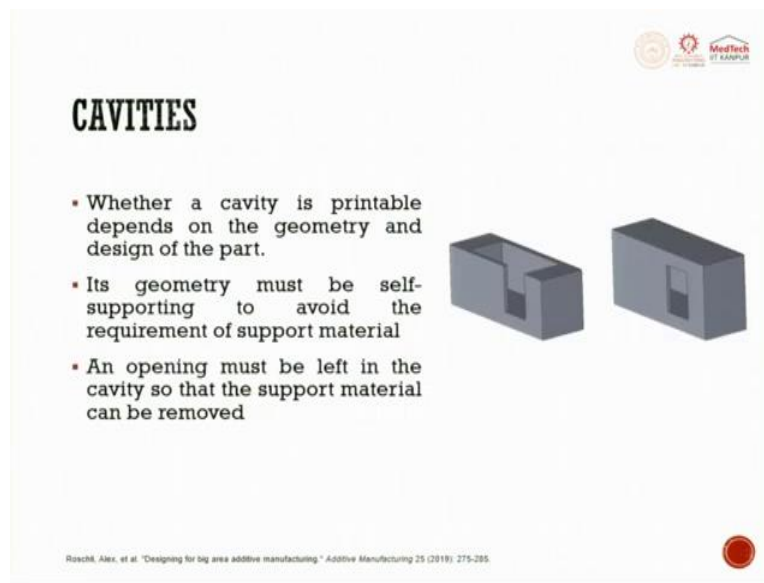 MedTech
IIT KANPUR
CAVITIES
▪ Whether a cavity is printable
depends on the geometry and
design of the part.
▪ Its geometry must be self-
supporting to avoid the
requirement of support material
▪ An opening must be left in the
cavity so that the support material
can be removed
Roschli, Alex, et al. "Designing for big area additive manufacturing." Additive Manufacturing 25 (2019): 275-285.